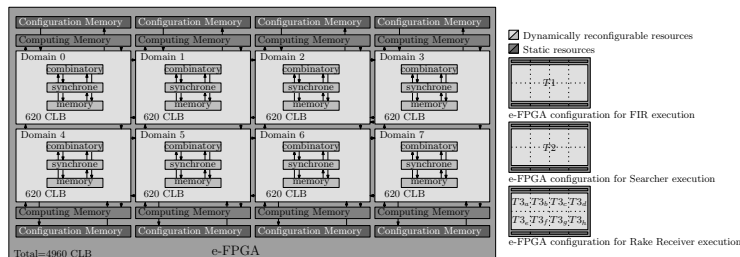 Configuration Memory Configuration Memory Configuration Memory Configuration Memory
Computing Memory Computing Memory Computing Memory Computing Memory
Domain 0 Domain 1 Domain 2 Domain 3
combinatory combinatory combinatory combinatory
synchrone synchrone synchrone synchrone
memory memory memory memory
620 CLB 620 CLB 620 CLB 620 CLB
Domain 4 Domain 5 Domain 6 Domain 7
combinatory combinatory combinatory combinatory
synchrone synchrone synchrone synchrone
memory memory memory memory
620 CLB 620 CLB 620 CLB 620 CLB
Computing Memory Computing Memory Computing Memory Computing Memory
Configuration Memory Configuration Memory Configuration Memory Configuration Memory
Total=4960 CLB e-FPGA
Dynamically reconfigurable resources
Static resources
T1
e-FPGA configuration for FIR execution
T2
e-FPGA configuration for Searcher execution
T3a T3b T3c T3d
T3e T3f T3g T3h
e-FPGA configuration for Rake Receiver execution